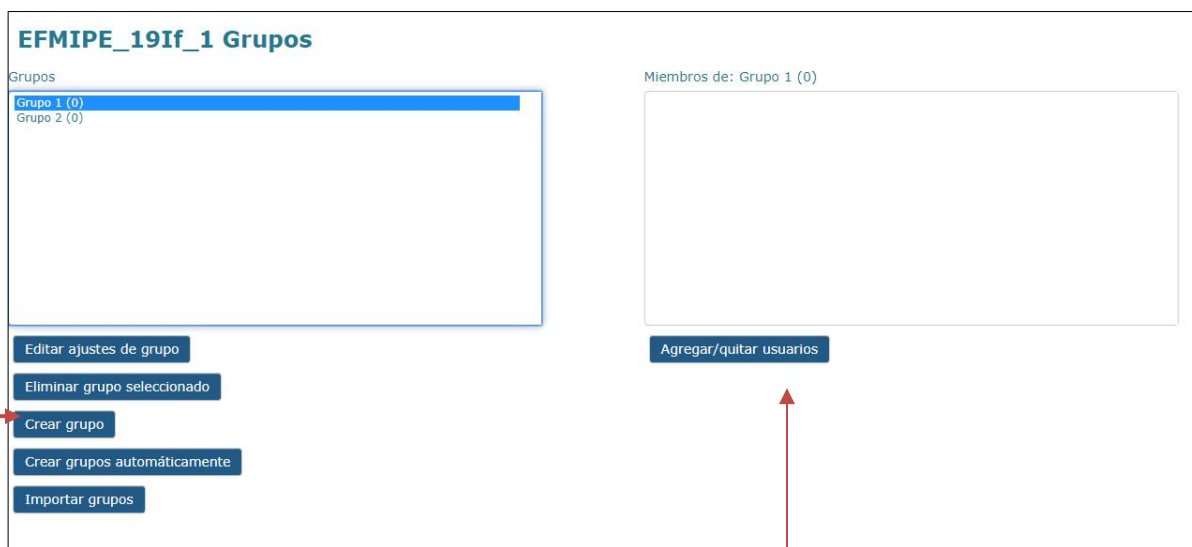 EFMIPE_19If_1 Grupos
Grupos
Grupo 1 (0)
Grupo 2 (0)
Editar ajustes de grupo
Eliminar grupo seleccionado
Crear grupo
Crear grupos automáticamente
Importar grupos
Miembros de: Grupo 1 (0)
Agregar/quitar usuarios